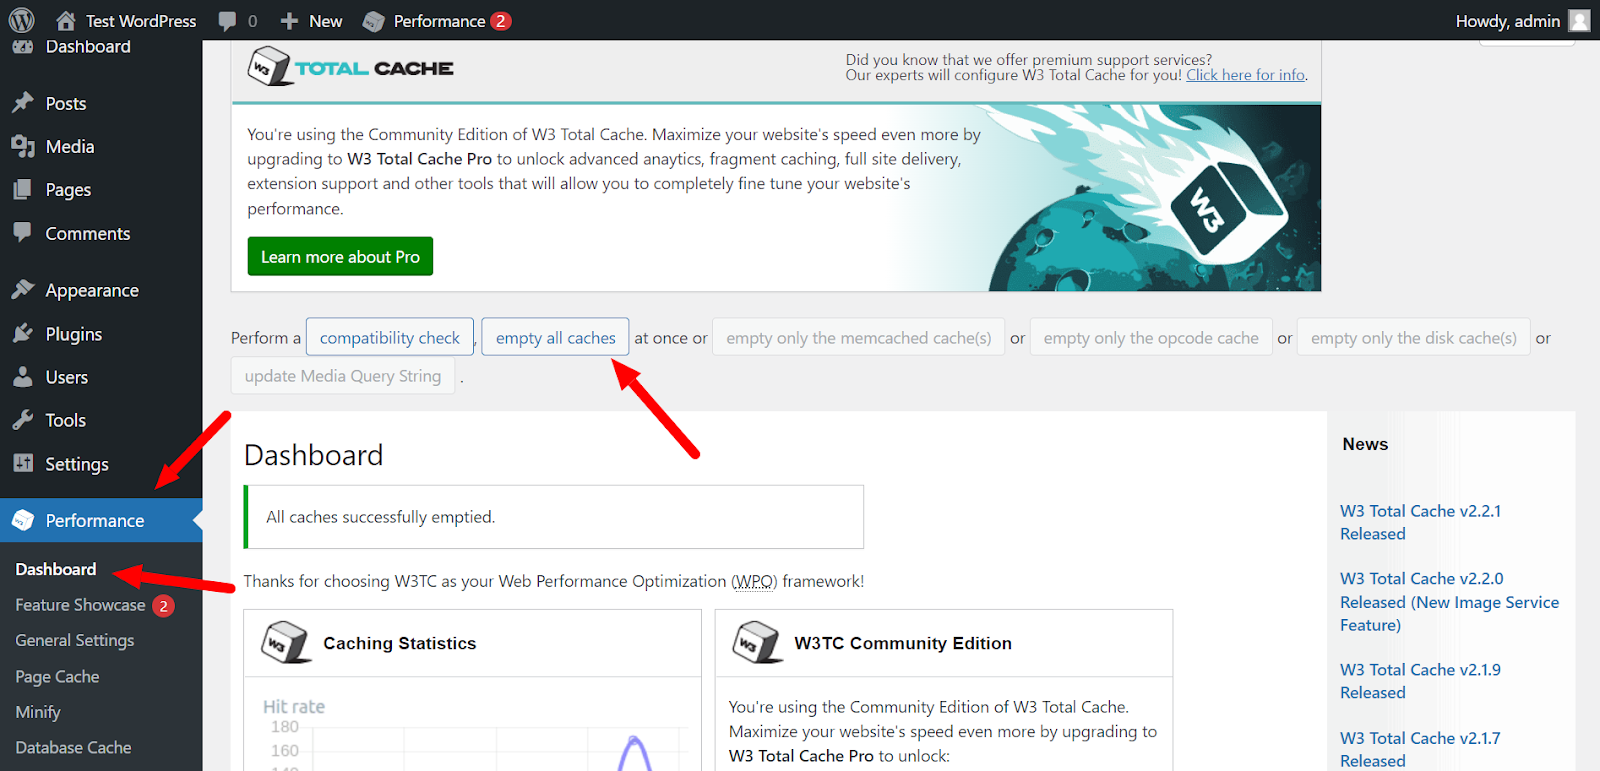 Test WordPress 0 New Performance 2 Howdy, admin
Dashboard
Posts
Media
Pages
Comments
Appearance
Plugins
Users
Tools
Settings
Performance
Dashboard
Feature Showcase 2
General Settings
Page Cache
Minify
Database Cache
W3 TOTAL CACHE
Did you know that we offer premium support services?
Our experts will configure W3 Total Cache for you! Click here for info.
You're using the Community Edition of W3 Total Cache. Maximize your website's speed even more by
upgrading to W3 Total Cache Pro to unlock advanced anaytics, fragment caching, full site delivery,
extension support and other tools that will allow you to completely fine tune your website's
performance.
Learn more about Pro
W3
Perform a compatibility check , empty all caches at once or empty only the memcached cache(s) or empty only the opcode cache or empty only the disk cache(s) or
update Media Query String .
Dashboard
All caches successfully emptied.
Thanks for choosing W3TC as your Web Performance Optimization (WPO) framework!
W3 Caching Statistics
Hit rate
180
160
140
W3 W3TC Community Edition
You're using the Community Edition of W3 Total Cache.
Maximize your website's speed even more by upgrading to
W3 Total Cache Pro to unlock:
News
W3 Total Cache v2.2.1
Released
W3 Total Cache v2.2.0
Released (New Image Service
Feature)
W3 Total Cache v2.1.9
Released
W3 Total Cache v2.1.7
Released